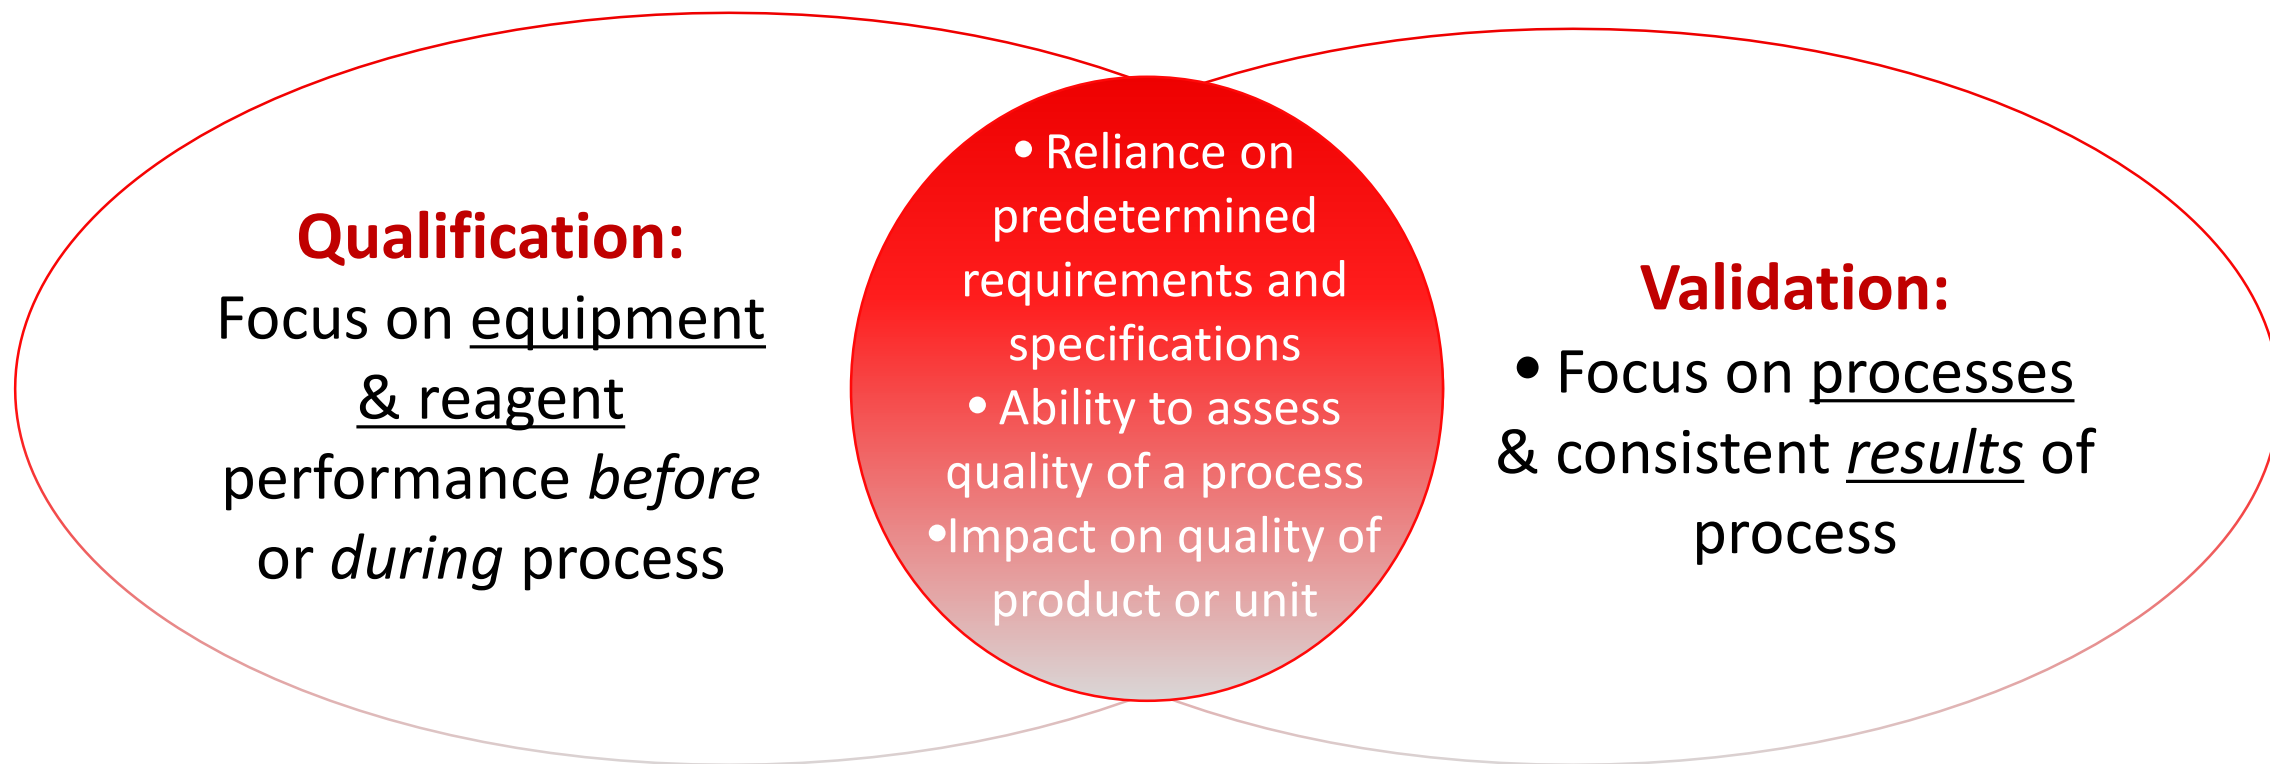 Qualification:
Focus on equipment
& reagent
performance before
or during process
• Reliance on
predetermined
requirements and
specifications
• Ability to assess
quality of a process
•Impact on quality of
product or unit
Validation:
• Focus on processes
& consistent results of
process